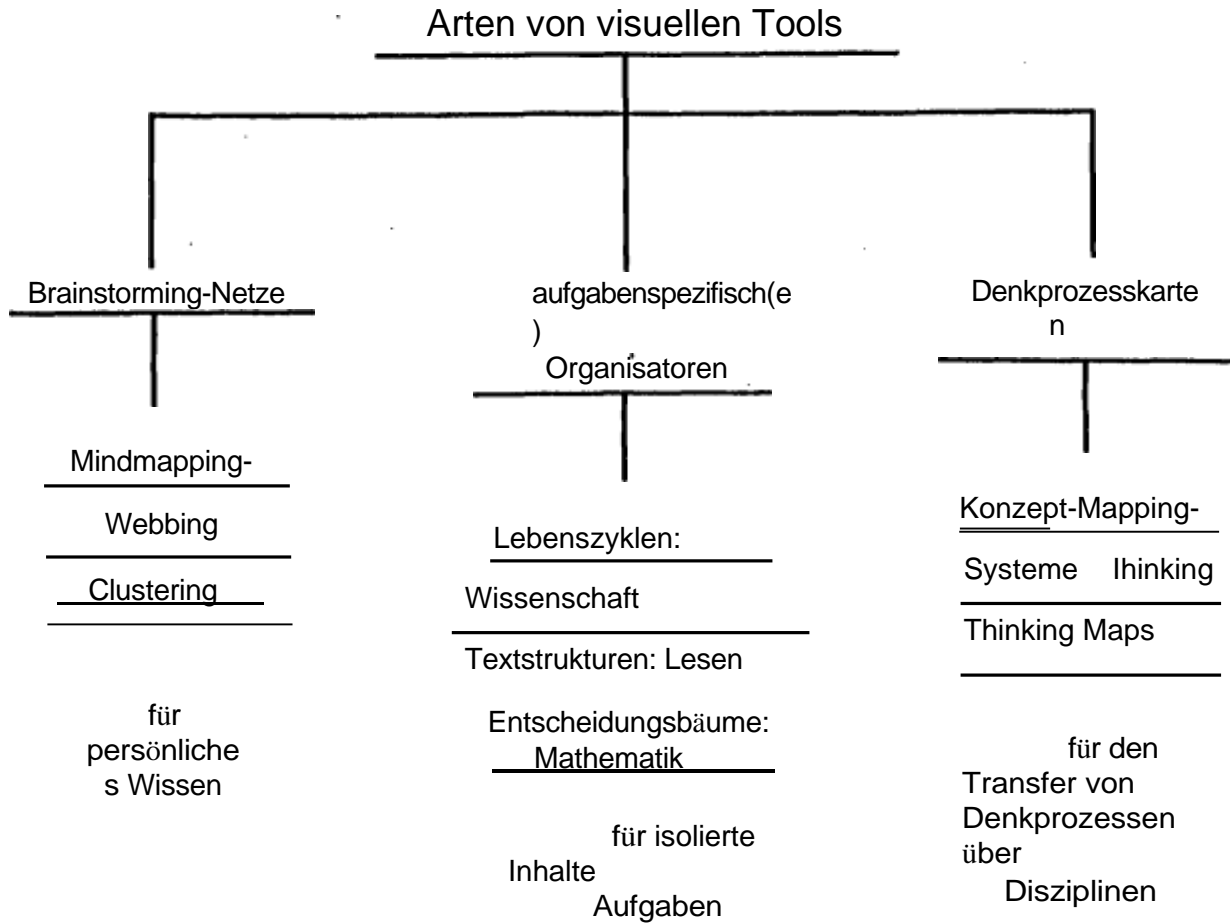 Arten von visuellen Tools
Brainstorming-Netze
Mindmapping-
Webbing
Clustering
für
persönliche
s Wissen
aufgabenspezifisch(e
)
Organisatoren
Lebenszyklen:
Wissenschaft
Textstrukturen: Lesen
Entscheidungsbäume:
Mathematik
für isolierte
Inhalte
Aufgaben
Denkprozesskarte
n
Konzept-Mapping-
Systeme Ihinking
Thinking Maps
für den
Transfer von
Denkprozessen
über
Disziplinen